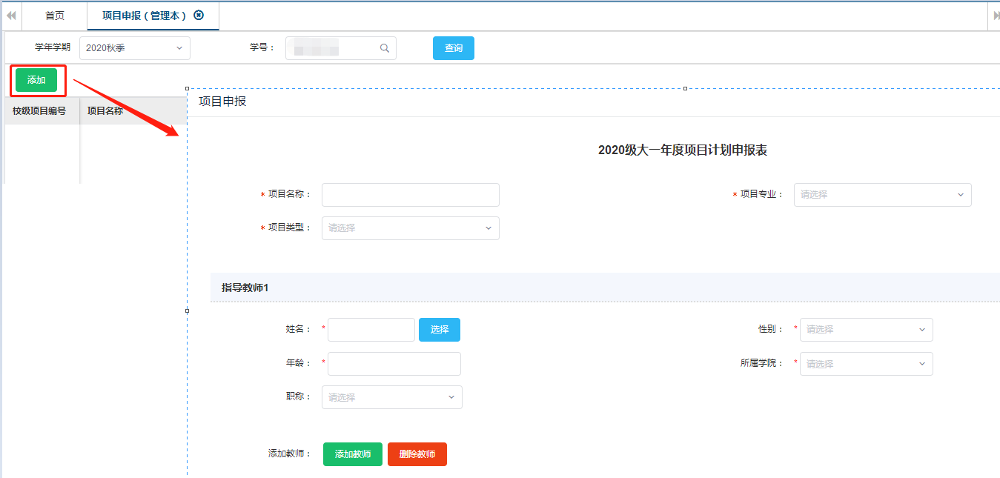 首页
项目申报（管理本）
学年学期 2020秋季 学号： 查询
添加
校级项目编号 项目名称
项目申报
2020级大一年度项目计划申报表
* 项目名称： * 项目专业： 请选择
* 项目类型： 请选择
指导教师1
姓名： * 选择 性别： * 请选择
年龄： * 所属学院： * 请选择
职称： 请选择
添加教师： 添加教师 删除教师